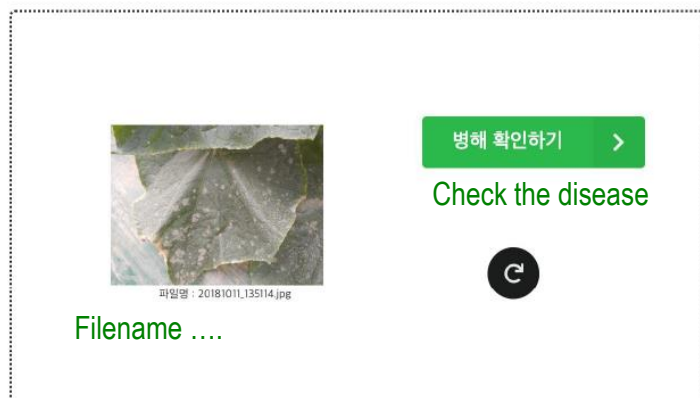 병해 확인하기
Check the disease
파일명 : 20181011_135114.jpg
Filename ....